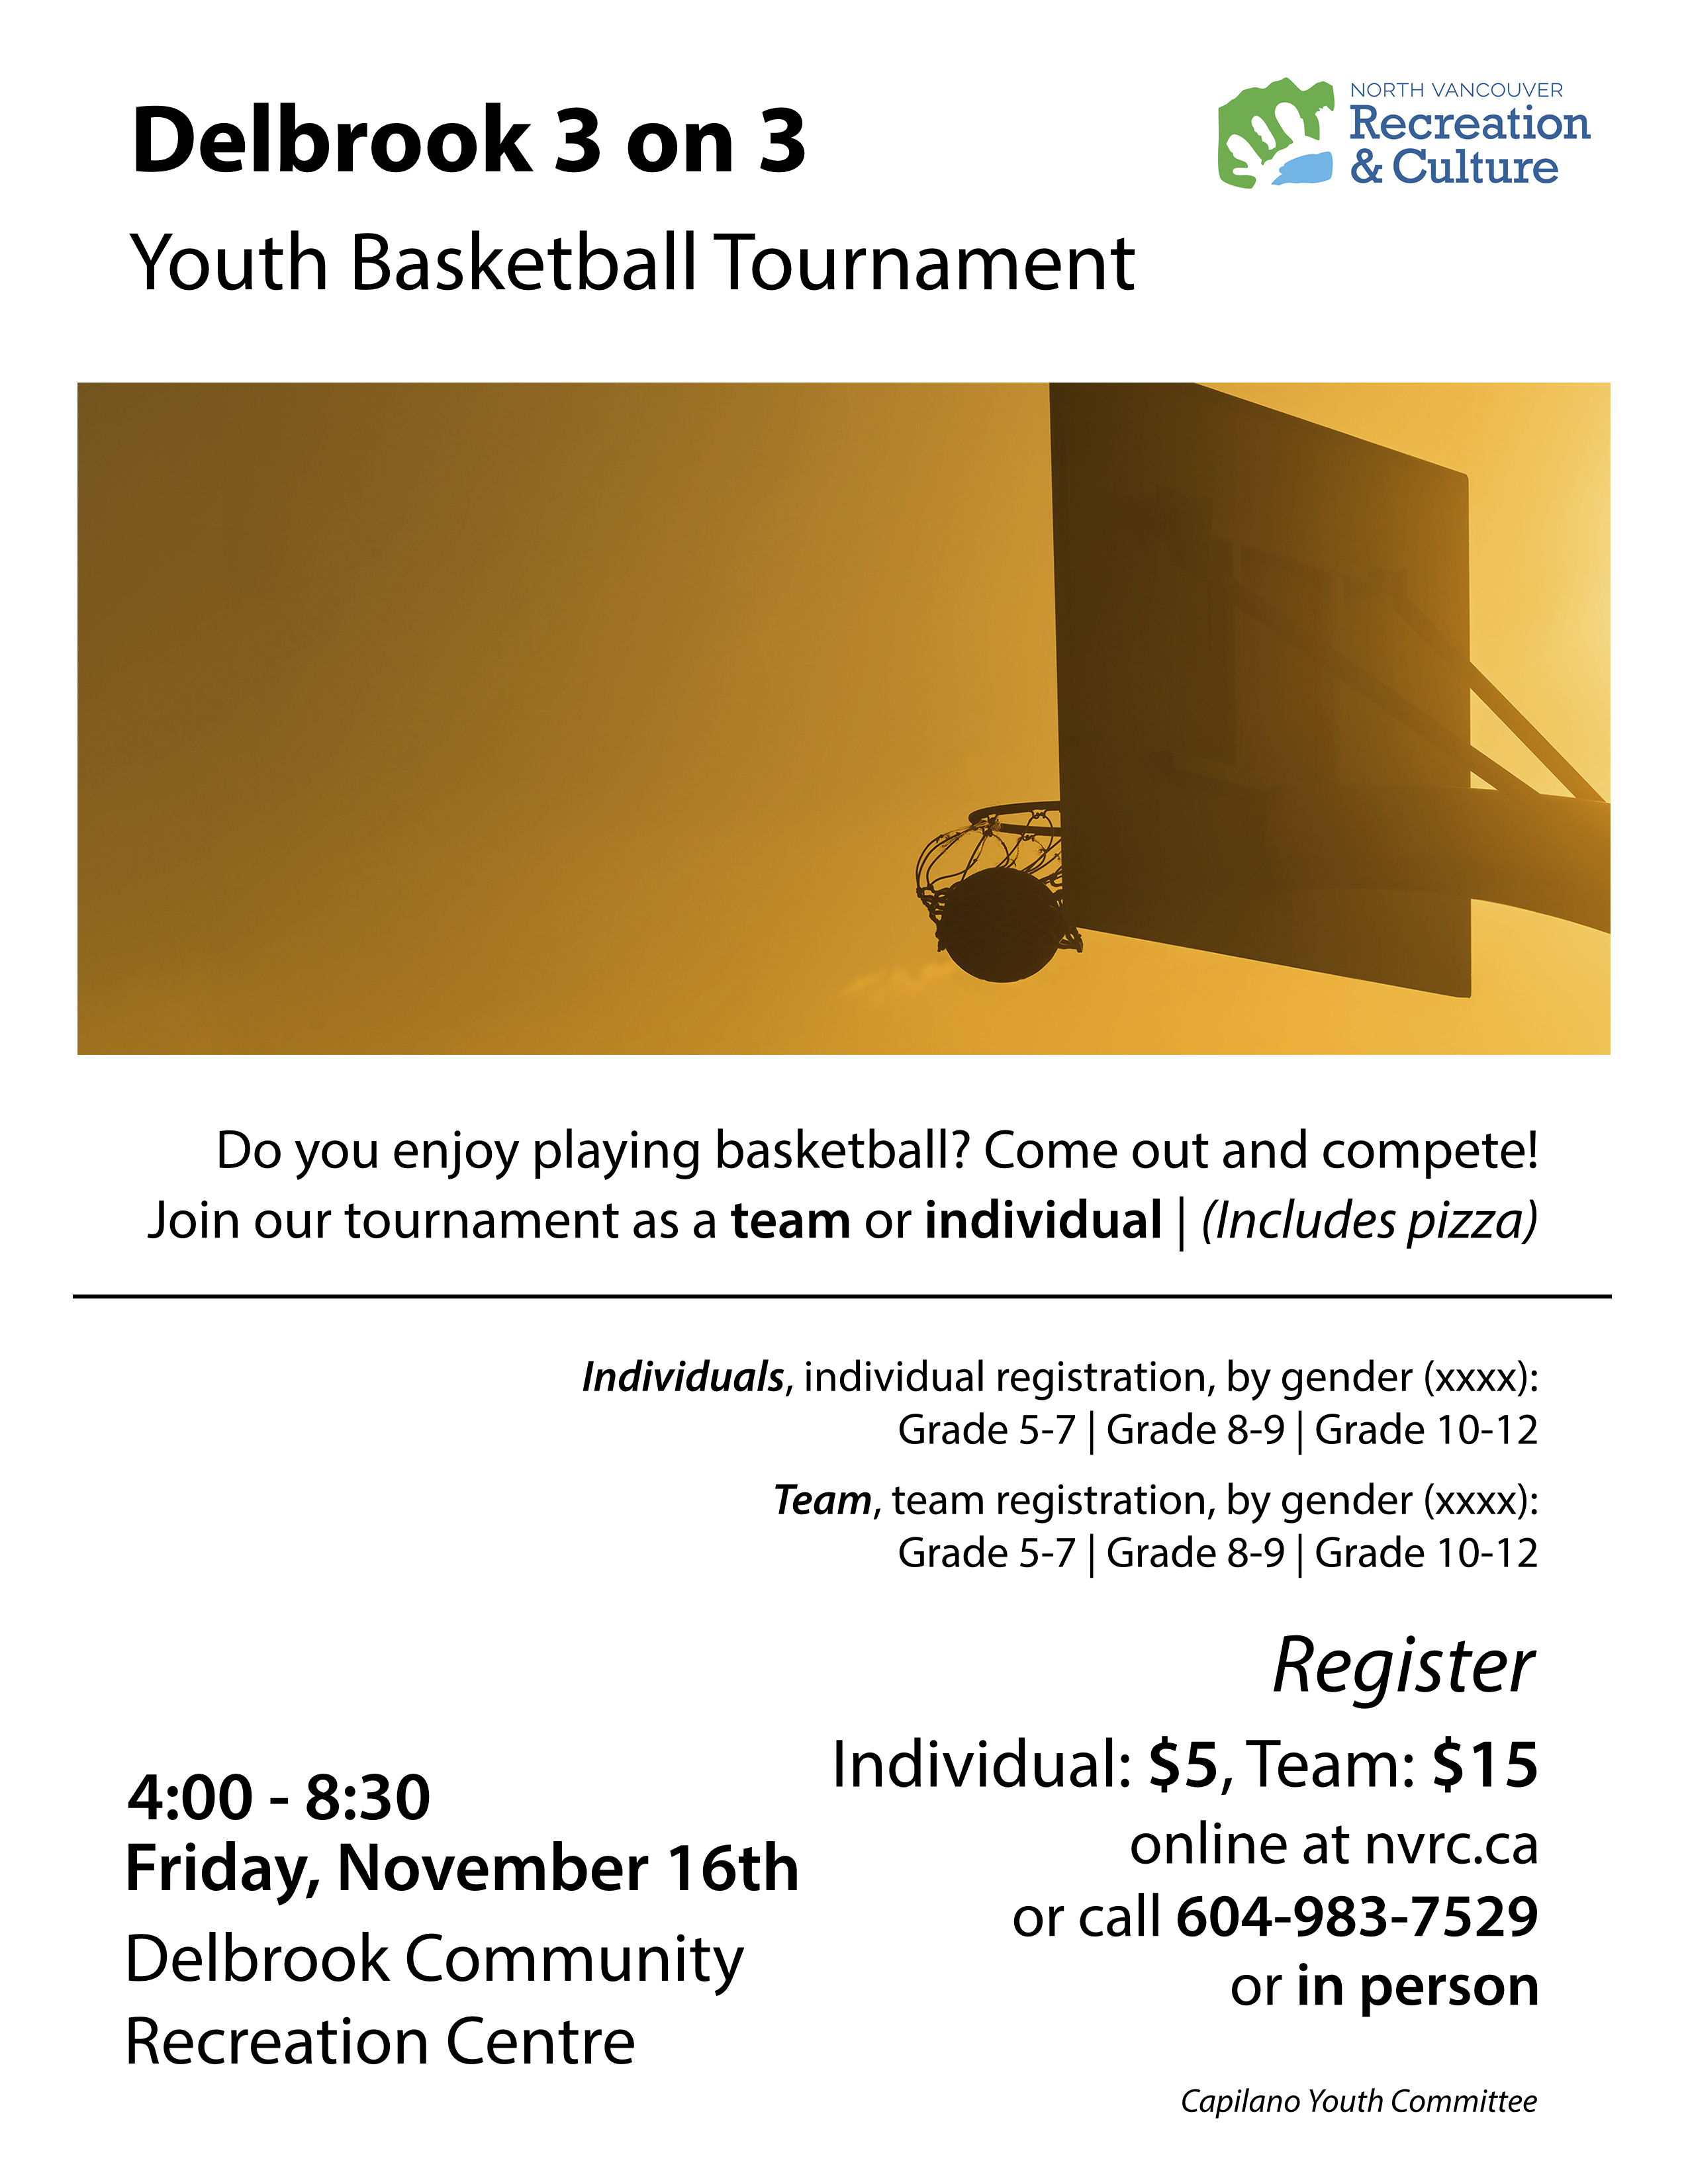 Delbrook 3 on 3
NORTH VANCOUVER
Recreation
& Culture
Youth Basketball Tournament
Do you enjoy playing basketball? Come out and compete!
Join our tournament as a team or individual | (Includes pizza)
Individuals, individual registration, by gender (xxxx):
Grade 5-7 | Grade 8-9 | Grade 10-12
Team, team registration, by gender (xxxx):
Grade 5-7 | Grade 8-9 | Grade 10-12
4:00 - 8:30
Friday, November 16th
Delbrook Community
Recreation Centre
Register
Individual: $5, Team: $15
online at nvrc.ca
or call 604-983-7529
or in person
Capilano Youth Committee